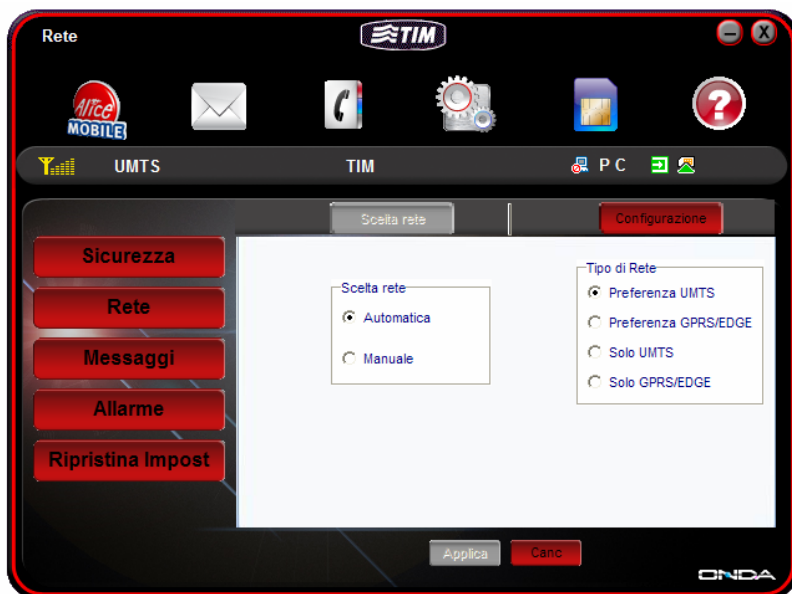 Rete
TIM
Alice
MOBILE
UMTS
TIM
PC
Scelta rete
Configurazione
Sicurezza
Rete
Messaggi
Allarme
Ripristina Impost
Scelta rete
Automatica
Manuale
Tipo di Rete
Preferenza UMTS
Preferenza GPRS/EDGE
Solo UMTS
Solo GPRS/EDGE
Applica
Canc
ONDA